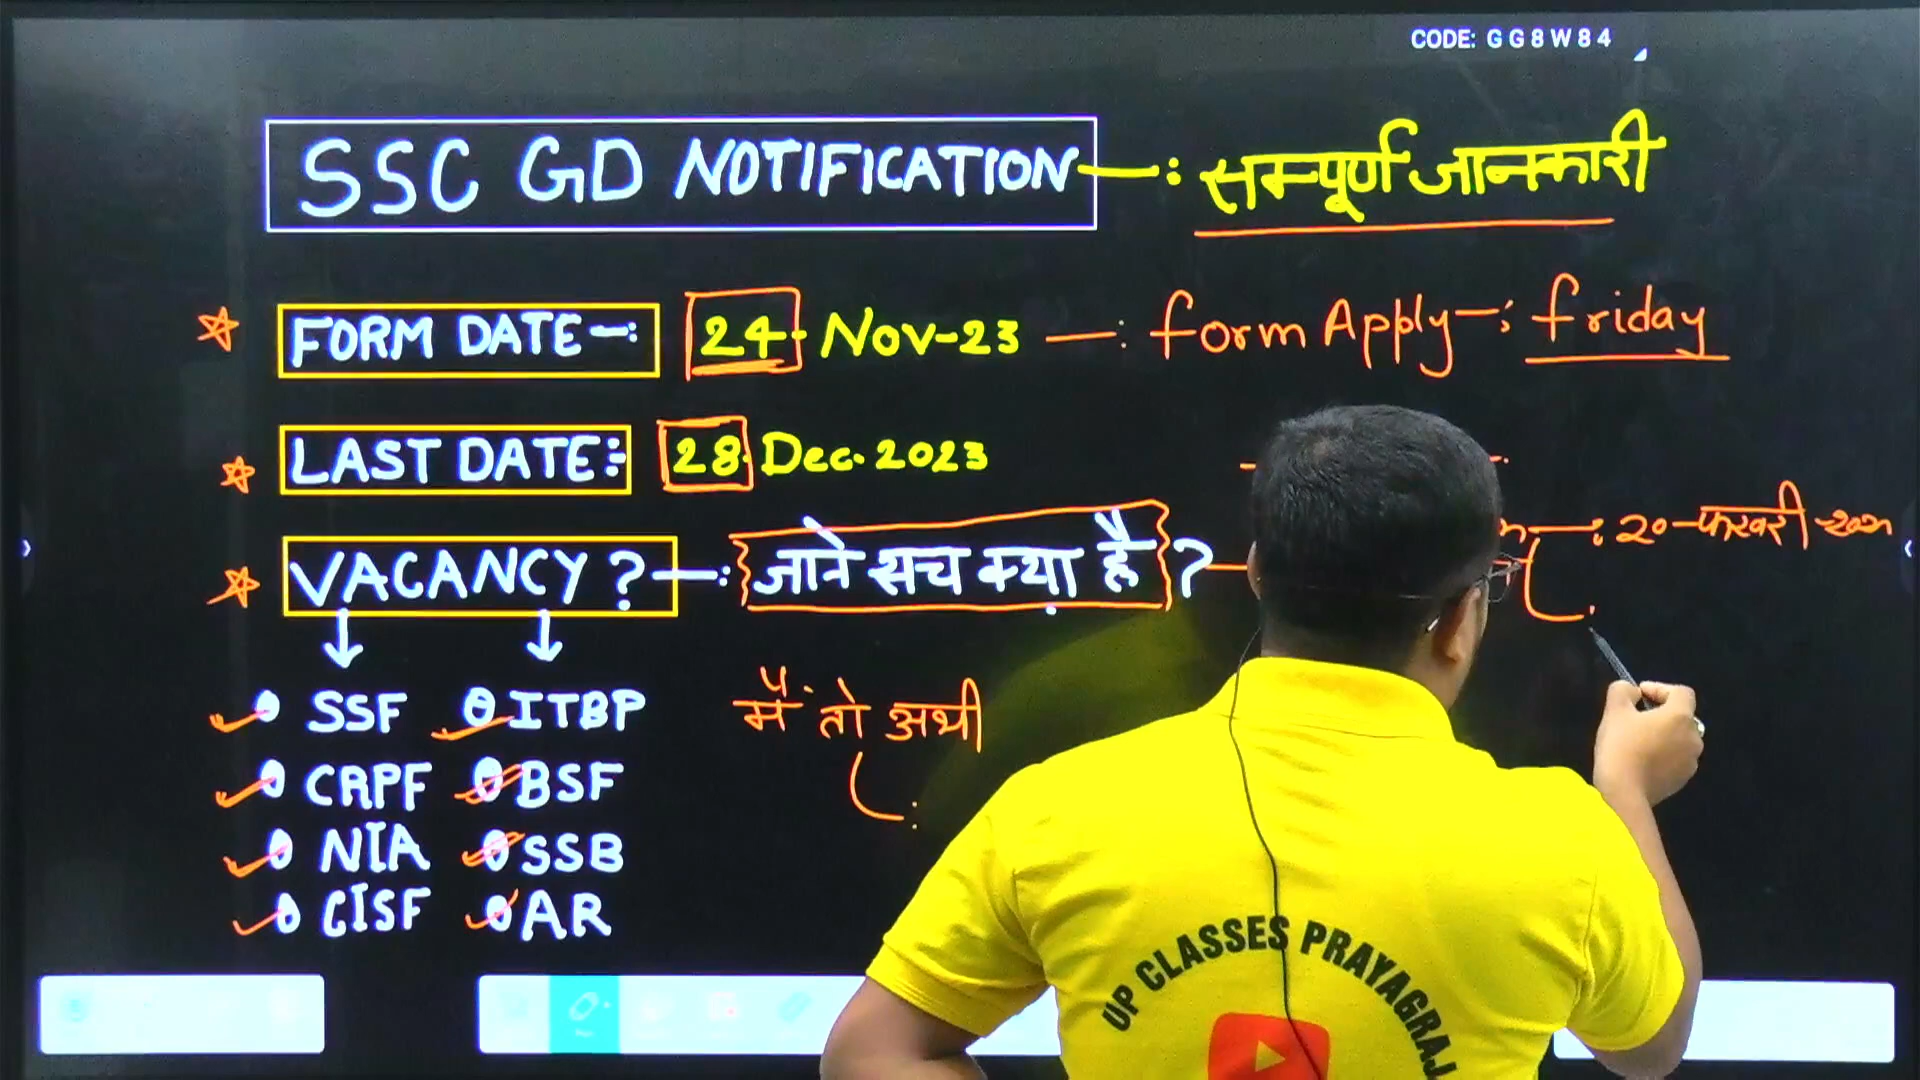 CODE: GG8W84
SSC GD NOTIFICATION —: सम्पूर्ण जानकारी
FORM DATE —: 24 - Nov-23 —: form Apply —: friday
LAST DATE: 28 Dec. 2023
VACANCY ? —: जाने सच क्या है ?
: 20 - फरवरी
SSF ITBP
में तो अभी
CRPF BSF
NIA SSB
CISF AR
UP CLASSES PRAYAGRAJ